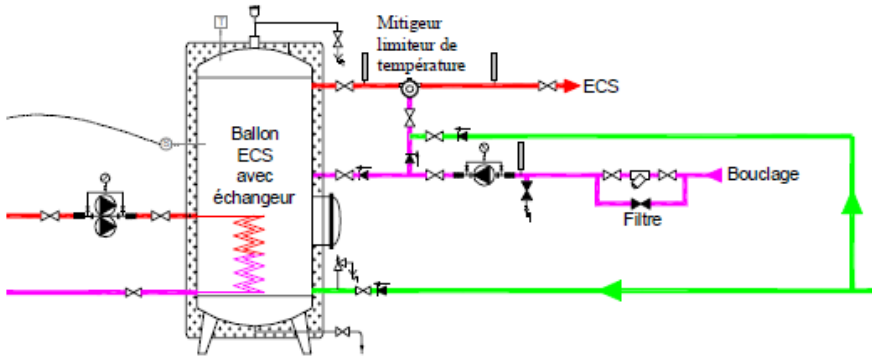 T
Mitigeur
limiteur de
température
ECS
Ballon
ECS
avec
échangeur
Bouclage
Filtre